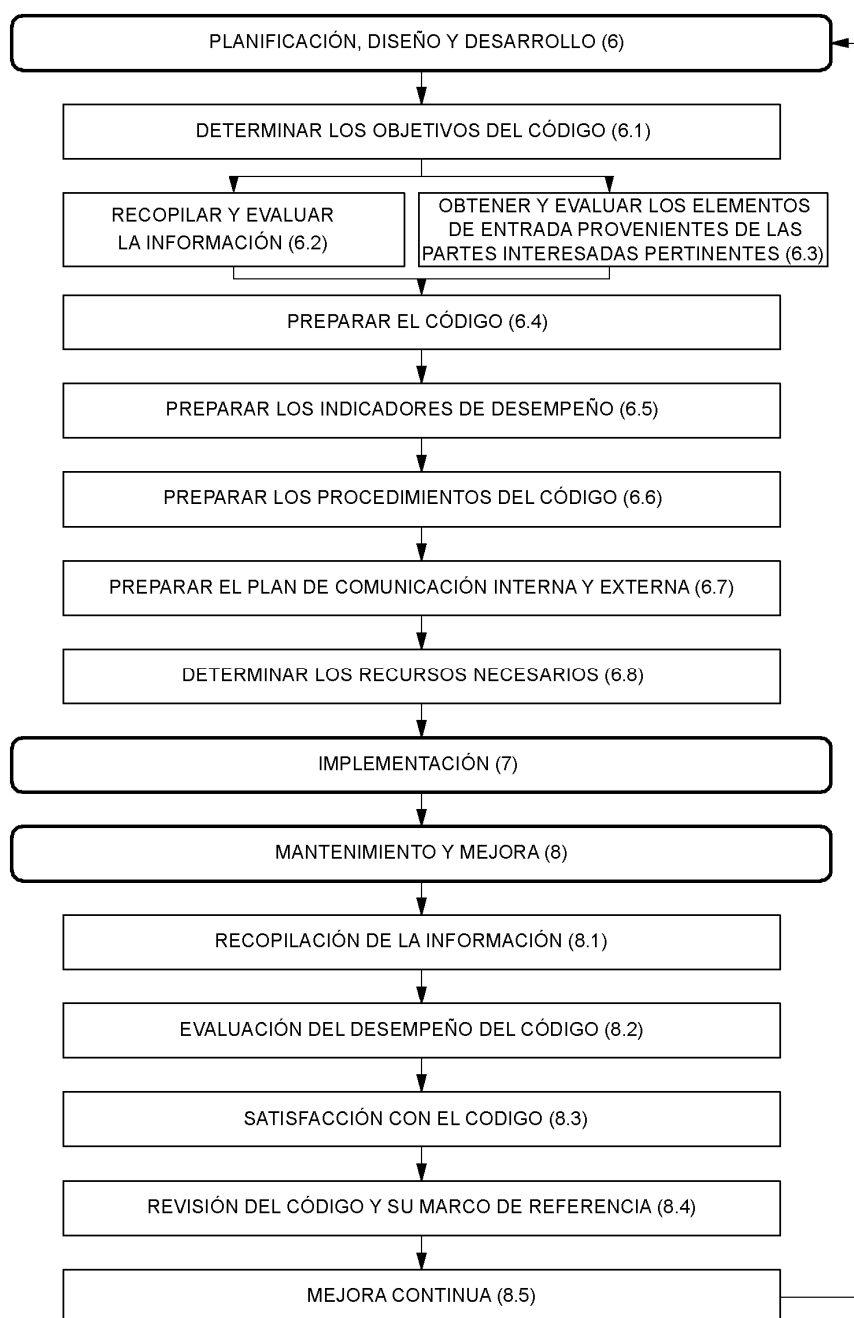 PLANIFICACIÓN, DISEÑO Y DESARROLLO (6)
DETERMINAR LOS OBJETIVOS DEL CÓDIGO (6.1)
RECOPILAR Y EVALUAR
LA INFORMACIÓN (6.2)
OBTENER Y EVALUAR LOS ELEMENTOS
DE ENTRADA PROVENIENTES DE LAS
PARTES INTERESADAS PERTINENTES (6.3)
PREPARAR EL CÓDIGO (6.4)
PREPARAR LOS INDICADORES DE DESEMPEÑO (6.5)
PREPARAR LOS PROCEDIMIENTOS DEL CÓDIGO (6.6)
PREPARAR EL PLAN DE COMUNICACIÓN INTERNA Y EXTERNA (6.7)
DETERMINAR LOS RECURSOS NECESARIOS (6.8)
IMPLEMENTACIÓN (7)
MANTENIMIENTO Y MEJORA (8)
RECOPILACIÓN DE LA INFORMACIÓN (8.1)
EVALUACIÓN DEL DESEMPEÑO DEL CÓDIGO (8.2)
SATISFACCIÓN CON EL CODIGO (8.3)
REVISIÓN DEL CÓDIGO Y SU MARCO DE REFERENCIA (8.4)
MEJORA CONTINUA (8.5)